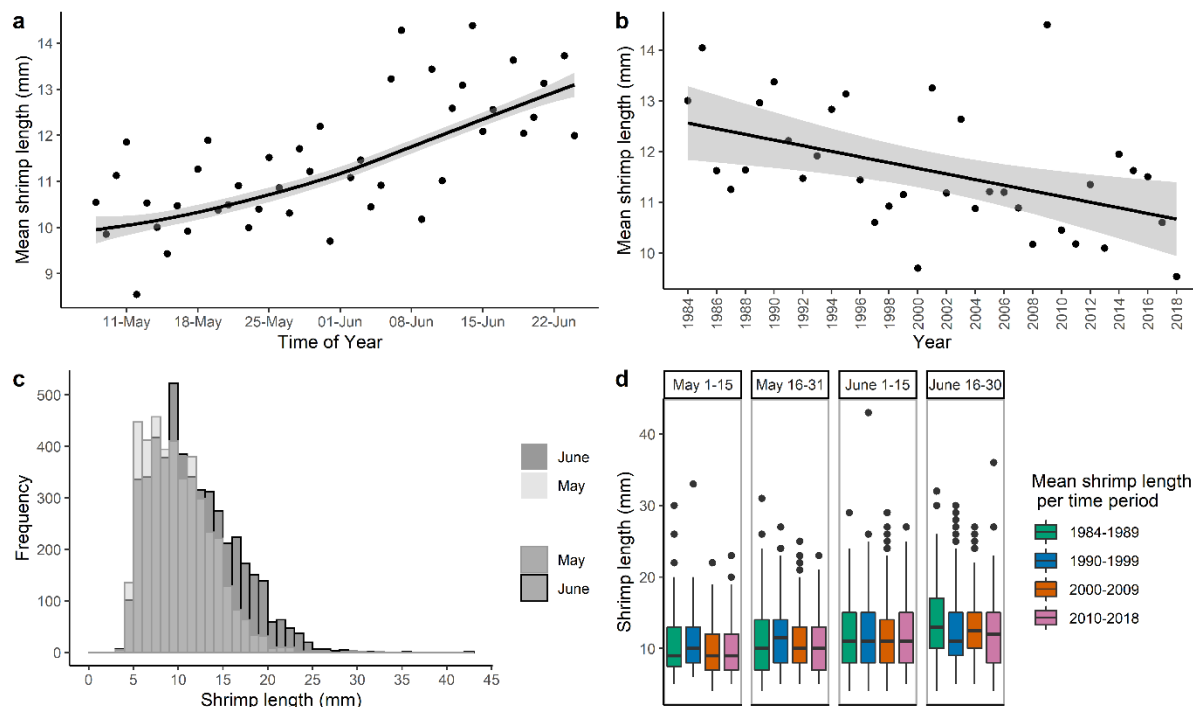 a
Mean shrimp length (mm)
14
13
12
11
10
9
11-May 18-May 25-May 01-Jun 08-Jun 15-Jun 22-Jun
Time of Year
b
Mean shrimp length (mm)
14
13
12
11
10
1984 1986 1988 1990 1992 1994 1996 1998 2000 2002 2004 2006 2008 2010 2012 2014 2016 2018
Year
c
Frequency
500
400
300
200
100
0
0 5 10 15 20 25 30 35 40 45
Shrimp length (mm)
June
May
May
June
d
May 1-15 May 16-31 June 1-15 June 16-30
Shrimp length (mm)
40
30
20
10
Mean shrimp length
per time period
1984-1989
1990-1999
2000-2009
2010-2018